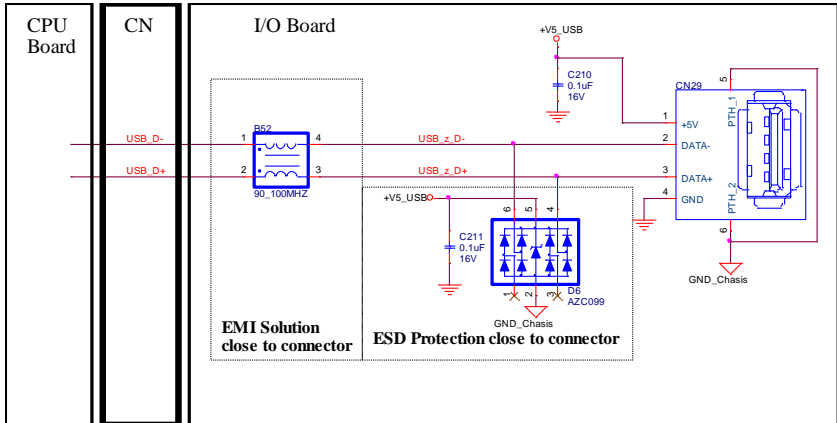 CPU
Board
CN
I/O Board
+V5_USB
C210
0.1uF
16V
CN29
5
PTH_1
B52
USB_D-
1
4
USB_z_D-
1
+5V
2
DATA-
USB_D+
2
3
USB_z_D+
3
DATA+
90_100MHZ
4
GND
PTH_2
6
+V5_USB
6
5
4
C211
0.1uF
16V
1
2
3
D6
AZC099
GND_Chasis
GND_Chasis
EMI Solution
close to connector
ESD Protection close to connector